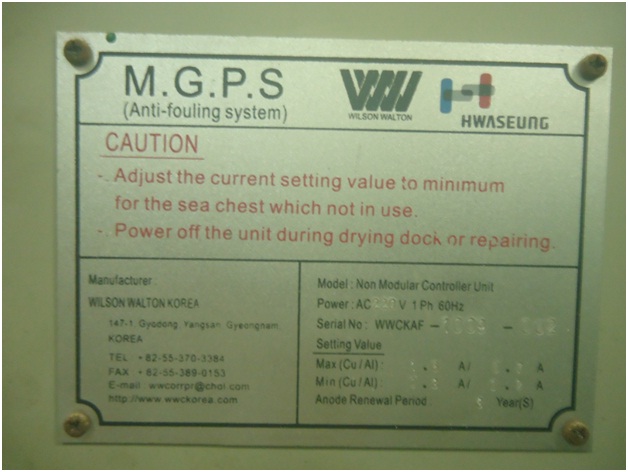 M.G.P.S
(Anti-fouling system)
WILSON WALTON
HWASEUNG
CAUTION
-. Adjust the current setting value to minimum
for the sea chest which not in use.
-. Power off the unit during drying dock or repairing.
Manufacturer:
WILSON WALTON KOREA
147-1, Gyodong, Yangsan, Gyeongnam,
KOREA
TEL : +82-55-370-3384
FAX : +82-55-389-0153
E-mail : wwcorrpr@chol.com
http://www.wwckorea.com
Model : Non Modular Controller Unit
Power : AC V 1 Ph 60Hz
Serial No : WWCKAF - -
Setting Value
Max (Cu / Al) : A / A
Min (Cu / Al) : A / A
Anode Renewal Period : Year(S)